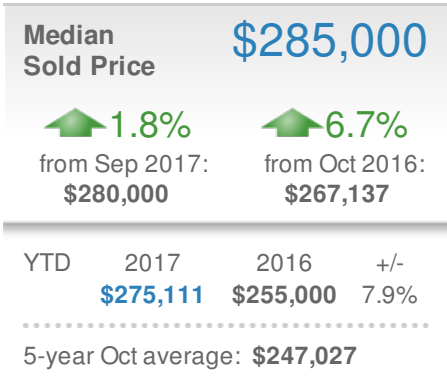 Median
Sold Price
$285,000
1.8%
from Sep 2017:
$280,000
6.7%
from Oct 2016:
$267,137
YTD 2017 2016 +/-
$275,111 $255,000 7.9%
5-year Oct average: $247,027